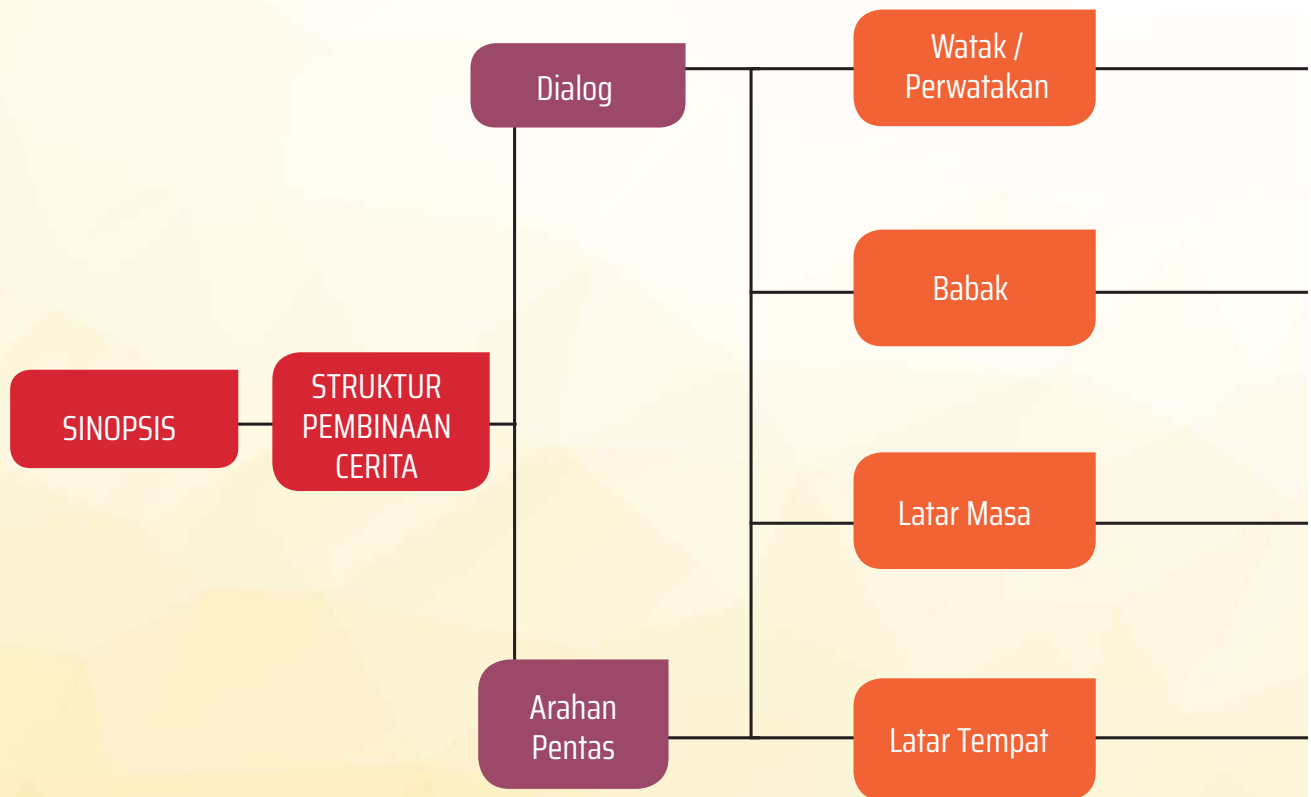 SINOPSIS
STRUKTUR
PEMBINAAN
CERITA
Dialog
Arahan
Pentas
Watak /
Perwatakan
Babak
Latar Masa
Latar Tempat